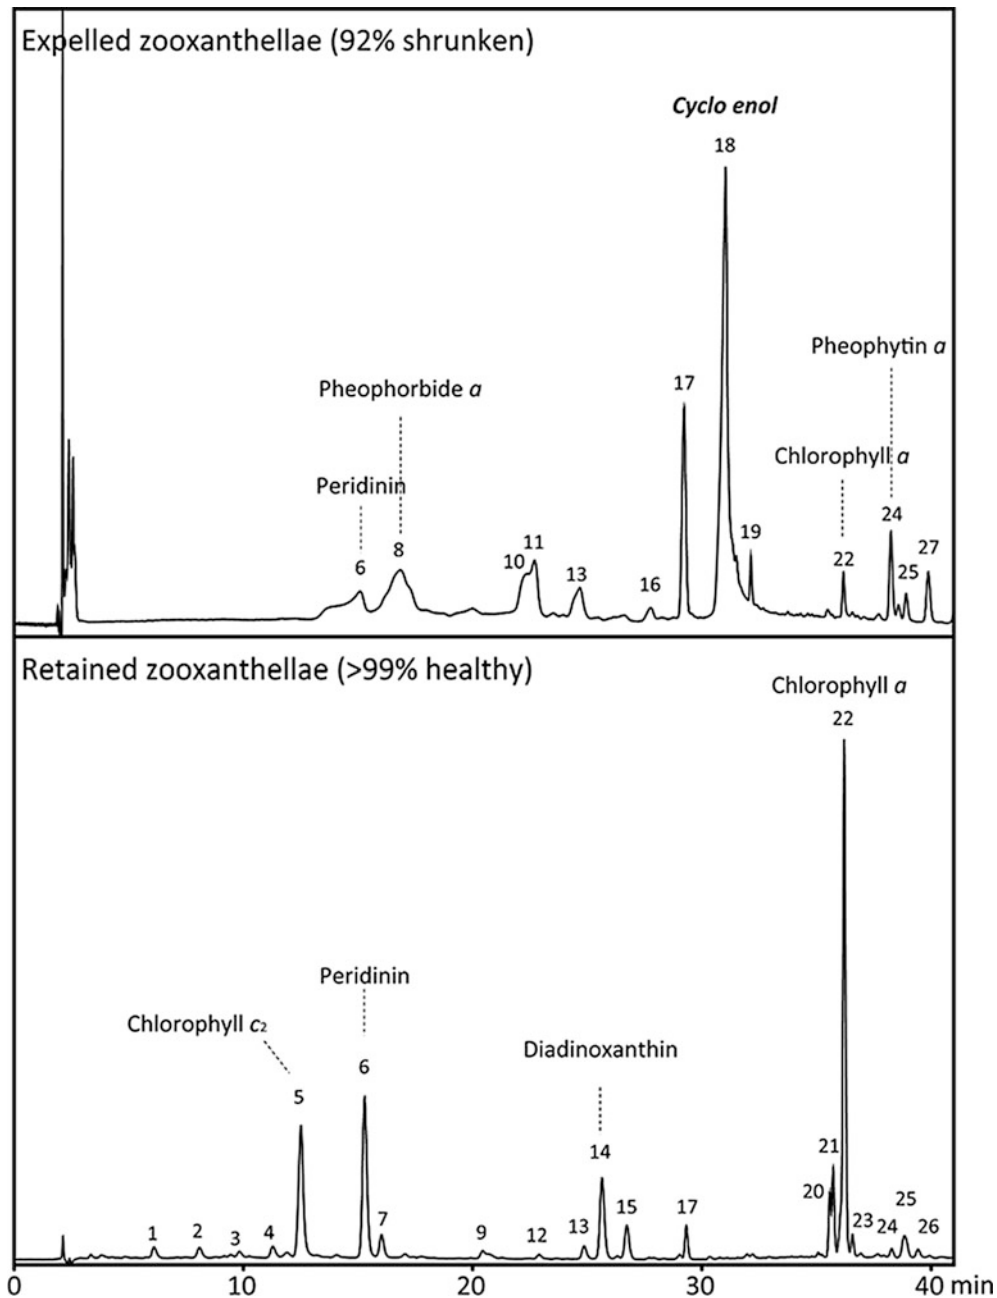 Expelled zooxanthellae (92% shrunken)
Cyclo enol
18
Pheophytin a
17
Pheophorbide a
Chlorophyll a
Peridinin
24
19
11
8
10
22
27
6
13
25
16
Retained zooxanthellae (>99% healthy)
Chlorophyll a
22
Peridinin
Chlorophyll c2
Diadinoxanthin
6
5
21
14
20
25
15
17
7
23
24
26
1
2
3
4
9
12
13
0 10 20 30 40 min